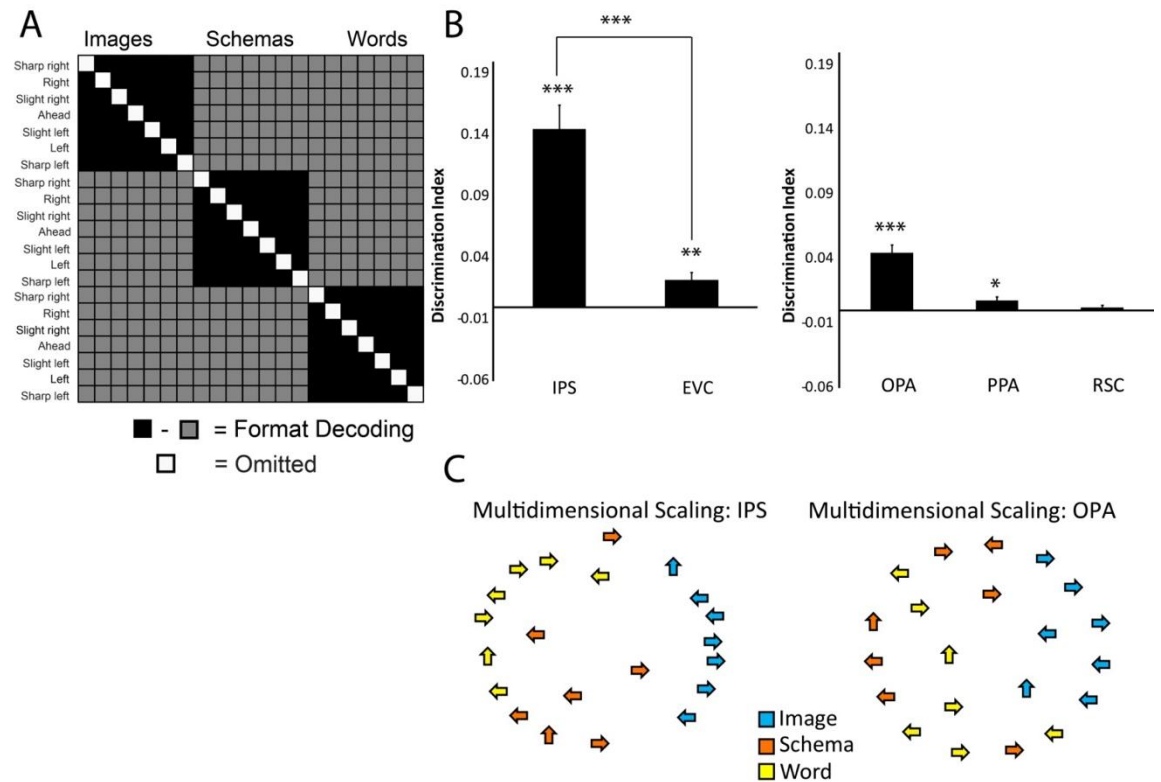 A
Images Schemas Words
Sharp right
Right
Slight right
Ahead
Slight left
Left
Sharp left
Sharp right
Right
Slight right
Ahead
Slight left
Left
Sharp left
Sharp right
Right
Slight right
Ahead
Slight left
Left
Sharp left
- = Format Decoding
= Omitted
B
***
Discrimination Index
0.19
0.14
0.09
0.04
-0.01
-0.06
***
**
IPS EVC
Discrimination Index
0.19
0.14
0.09
0.04
-0.01
-0.06
***
*
OPA PPA RSC
C
Multidimensional Scaling: IPS
Multidimensional Scaling: OPA
Image
Schema
Word